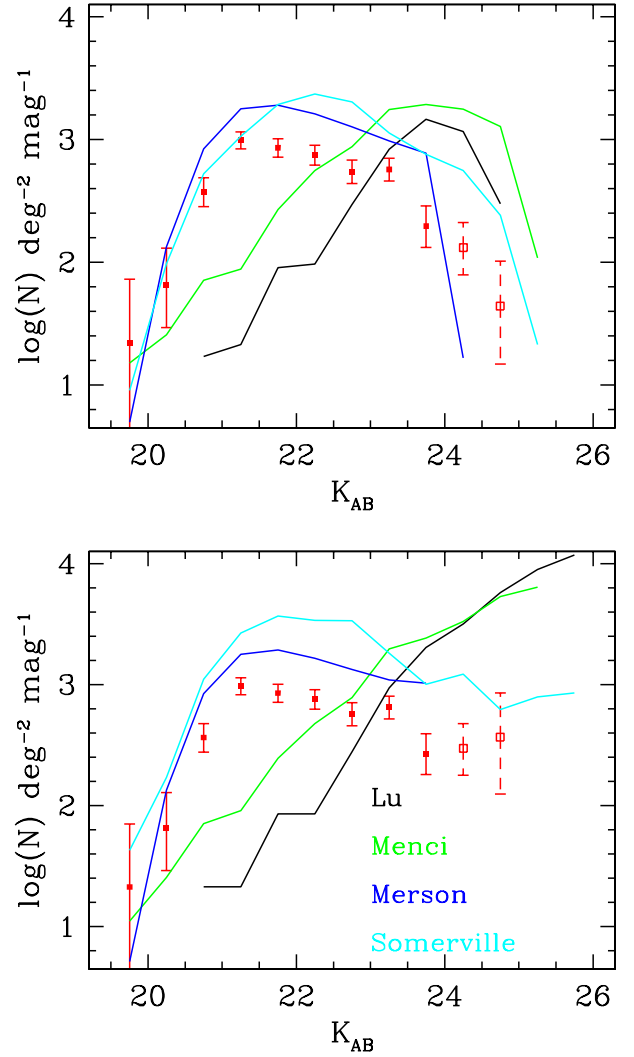 4
3
2
1
log(N) deg⁻² mag⁻¹
20 22 24 26
K_AB
4
3
2
1
log(N) deg⁻² mag⁻¹
Lu
Menci
Merson
Somerville
20 22 24 26
K_AB